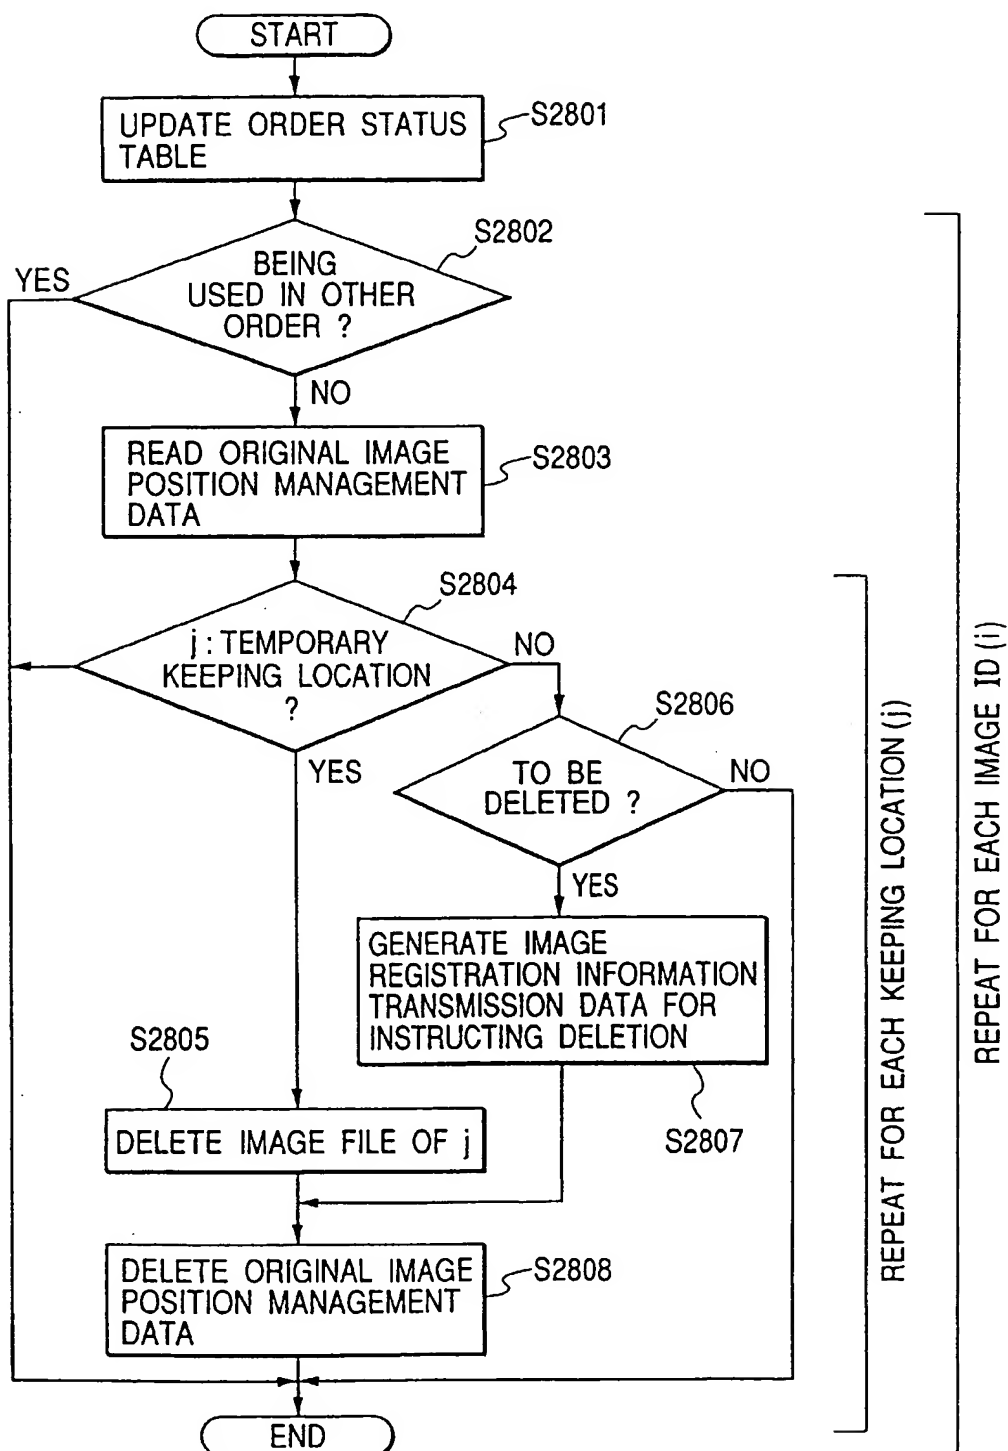 START
UPDATE ORDER STATUS
TABLE
S2801
S2802
BEING
USED IN OTHER
ORDER ?
YES
NO
READ ORIGINAL IMAGE
POSITION MANAGEMENT
DATA
S2803
S2804
j : TEMPORARY
KEEPING LOCATION
?
NO
YES
S2806
TO BE
DELETED ?
NO
YES
GENERATE IMAGE
REGISTRATION INFORMATION
TRANSMISSION DATA FOR
INSTRUCTING DELETION
S2807
S2805
DELETE IMAGE FILE OF j
DELETE ORIGINAL IMAGE
POSITION MANAGEMENT
DATA
S2808
END
REPEAT FOR EACH KEEPING LOCATION (j)
REPEAT FOR EACH IMAGE ID (i)